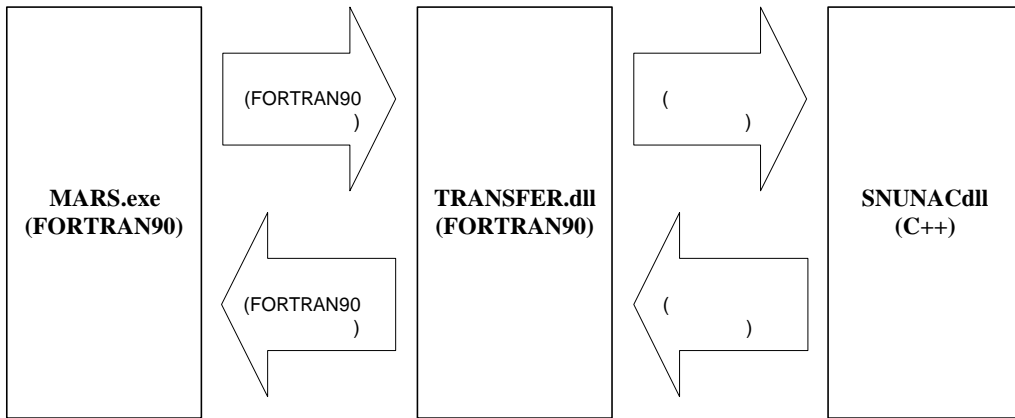 (FORTRAN90
)
(
)
MARS.exe
(FORTRAN90)
TRANSFER.dll
(FORTRAN90)
SNUNACdll
(C++)
(FORTRAN90
)
(
)